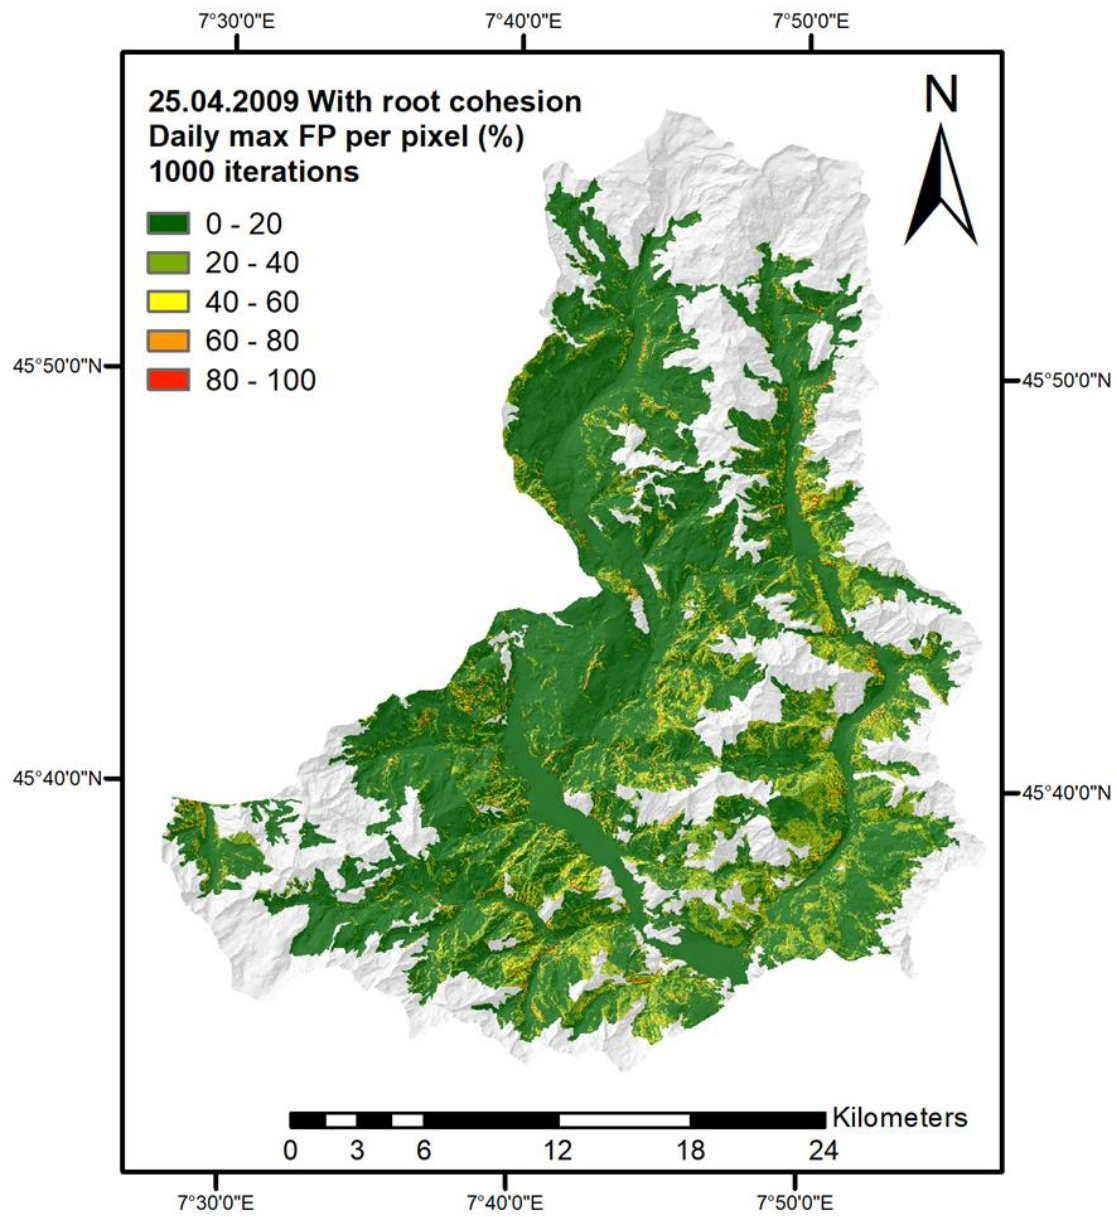 7°30'0"E 7°40'0"E 7°50'0"E
25.04.2009 With root cohesion
Daily max FP per pixel (%)
1000 iterations
N
0 - 20
20 - 40
40 - 60
60 - 80
80 - 100
45°50'0"N 45°50'0"N
45°40'0"N 45°40'0"N
Kilometers
0 3 6 12 18 24
7°30'0"E 7°40'0"E 7°50'0"E